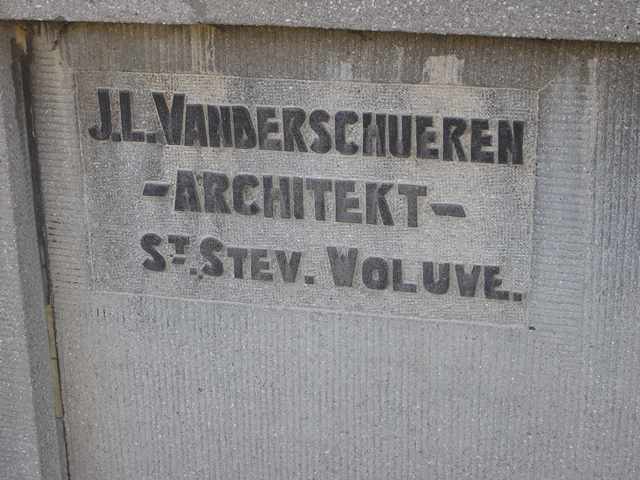 J.L.VANDERSCHUEREN
-ARCHITEKT-
ST. STEV. WOLUVE.